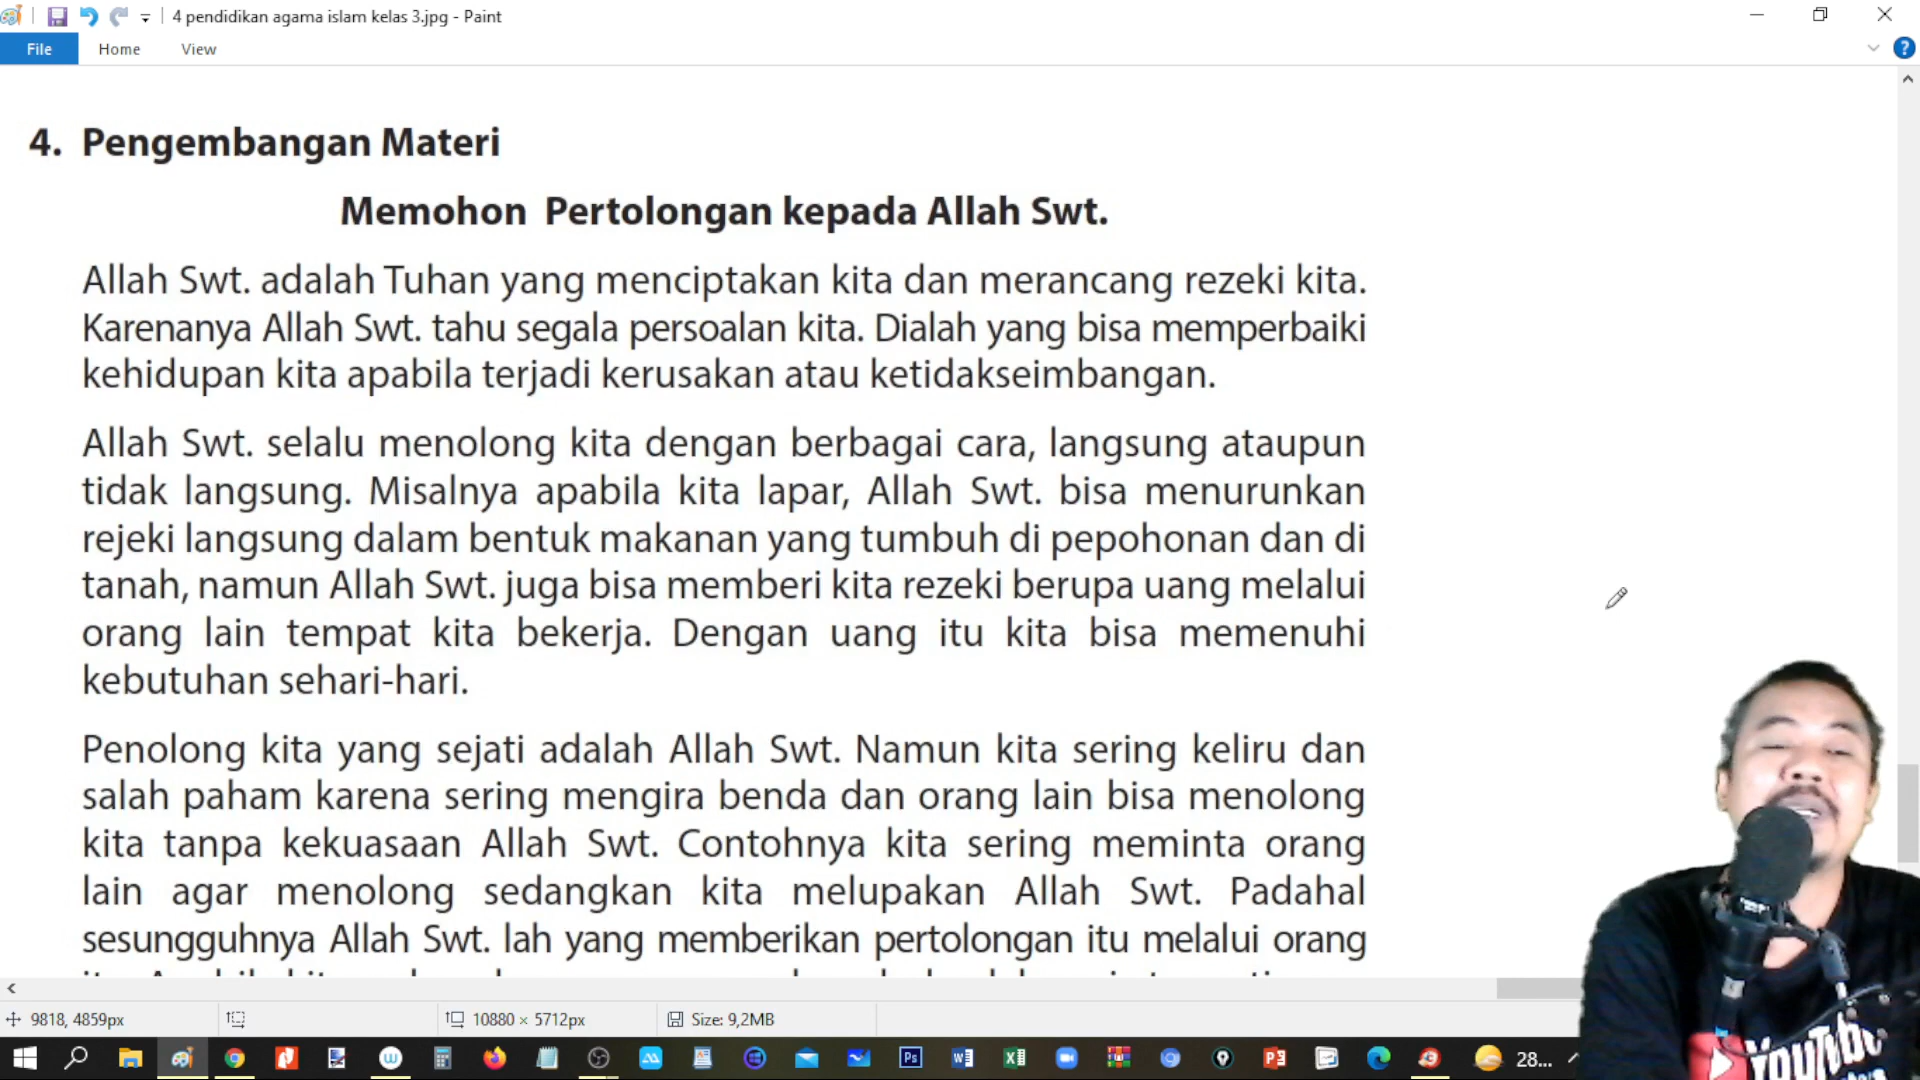 4 pendidikan agama islam kelas 3.jpg - Paint
File Home View
4. Pengembangan Materi
Memohon Pertolongan kepada Allah Swt.
Allah Swt. adalah Tuhan yang menciptakan kita dan merancang rezeki kita.
Karenanya Allah Swt. tahu segala persoalan kita. Dialah yang bisa memperbaiki
kehidupan kita apabila terjadi kerusakan atau ketidakseimbangan.
Allah Swt. selalu menolong kita dengan berbagai cara, langsung ataupun
tidak langsung. Misalnya apabila kita lapar, Allah Swt. bisa menurunkan
rejeki langsung dalam bentuk makanan yang tumbuh di pepohonan dan di
tanah, namun Allah Swt. juga bisa memberi kita rezeki berupa uang melalui
orang lain tempat kita bekerja. Dengan uang itu kita bisa memenuhi
kebutuhan sehari-hari.
Penolong kita yang sejati adalah Allah Swt. Namun kita sering keliru dan
salah paham karena sering mengira benda dan orang lain bisa menolong
kita tanpa kekuasaan Allah Swt. Contohnya kita sering meminta orang
lain agar menolong sedangkan kita melupakan Allah Swt. Padahal
sesungguhnya Allah Swt. lah yang memberikan pertolongan itu melalui orang
9818, 4859px
10880 × 5712px
Size: 9,2MB
28...
YouTube